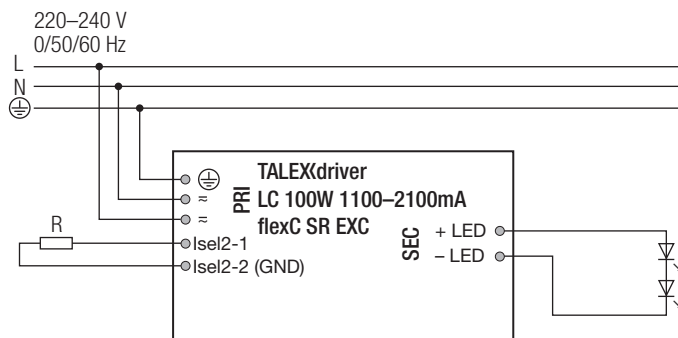 220–240 V
0/50/60 Hz
L
N
TALEXXdriver
LC 100W 1100–2100mA
flexC SR EXC
PRI
≂
≂
R
Isel2-1
Isel2-2 (GND)
SEC
+ LED
– LED